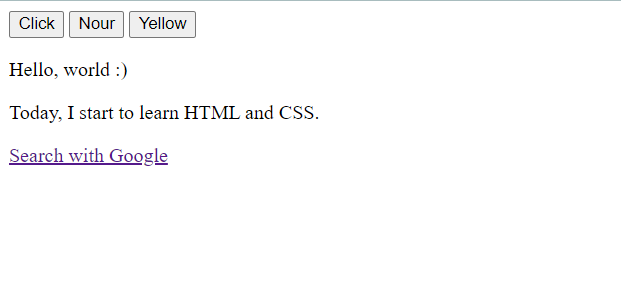 Click Nour Yellow
Hello, world :)
Today, I start to learn HTML and CSS.
Search with Google